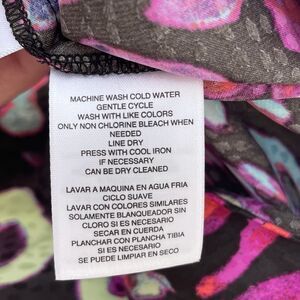 MACHINE WASH COLD WATER
GENTLE CYCLE
WASH WITH LIKE COLORS
ONLY NON CHLORINE BLEACH WHEN
NEEDED
LINE DRY
PRESS WITH COOL IRON
IF NECESSARY
CAN BE DRY CLEANED
LAVAR A MAQUINA EN AGUA FRIA
CICLO SUAVE
LAVAR CON COLORES SIMILARES
SOLAMENTE BLANQUEADOR SIN
CLORO SI ES NECESARIO
SECAR EN CUERDA
PLANCHAR CON PLANCHA TIBIA
SI ES NECESARIO
SE PUEDE LIMPIAR EN SECO